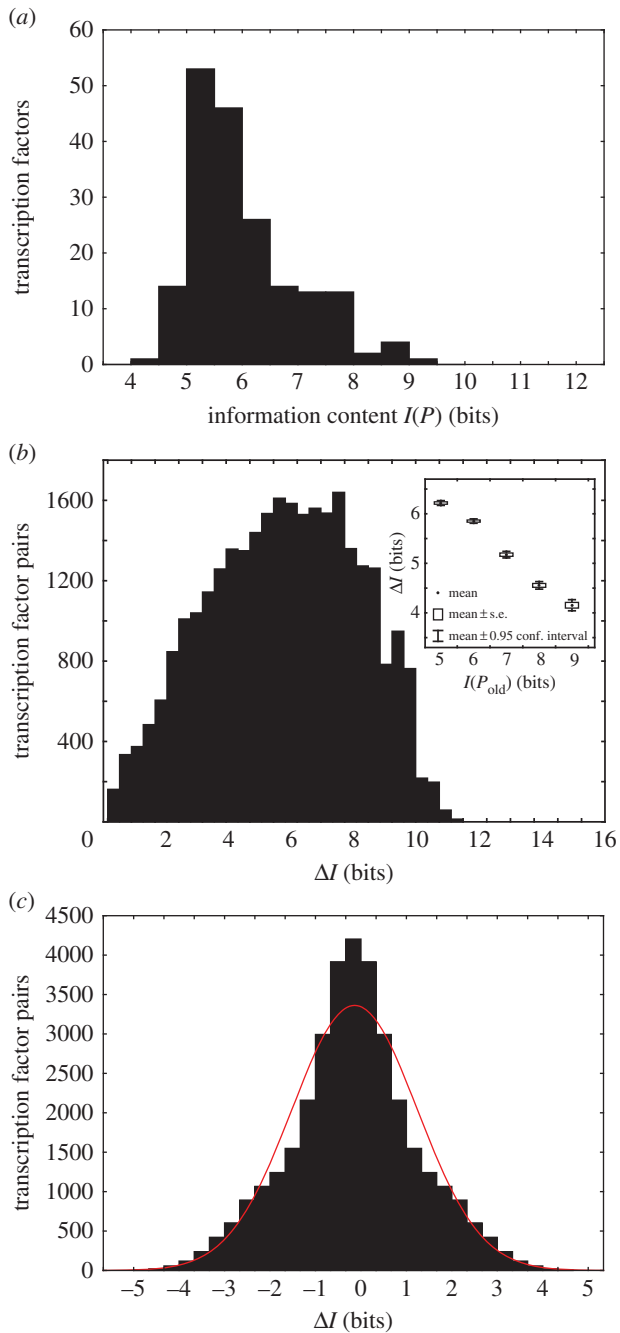 (a)
60
50
40
30
20
10
0
transcription factors
4 5 6 7 8 9 10 11 12
information content I(P) (bits)
(b)
1600
1200
800
400
0
transcription factor pairs
2 4 6 8 10 12 14 16
ΔI (bits)
6
5
4
ΔI (bits)
mean
mean ± s.e.
mean ± 0.95 conf. interval
5 6 7 8 9
I(Pold) (bits)
(c)
4500
4000
3500
3000
2500
2000
1500
1000
500
0
transcription factor pairs
–5 –4 –3 –2 –1 0 1 2 3 4 5
ΔI (bits)